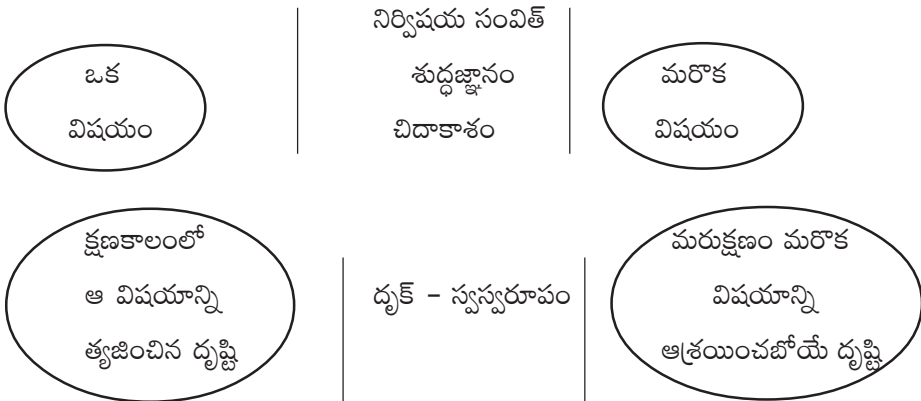 నిర్విషయ సంవిత్
ఒక శుద్ధజ్ఞానం మరొక
విషయం చిదాకాశం విషయం
క్షణకాలంలో మరుక్షణం మరొక
ఆ విషయాన్ని దృక్ – స్వస్వరూపం విషయాన్ని
త్యజించిన దృష్టి ఆశ్రయించబోయే దృష్టి